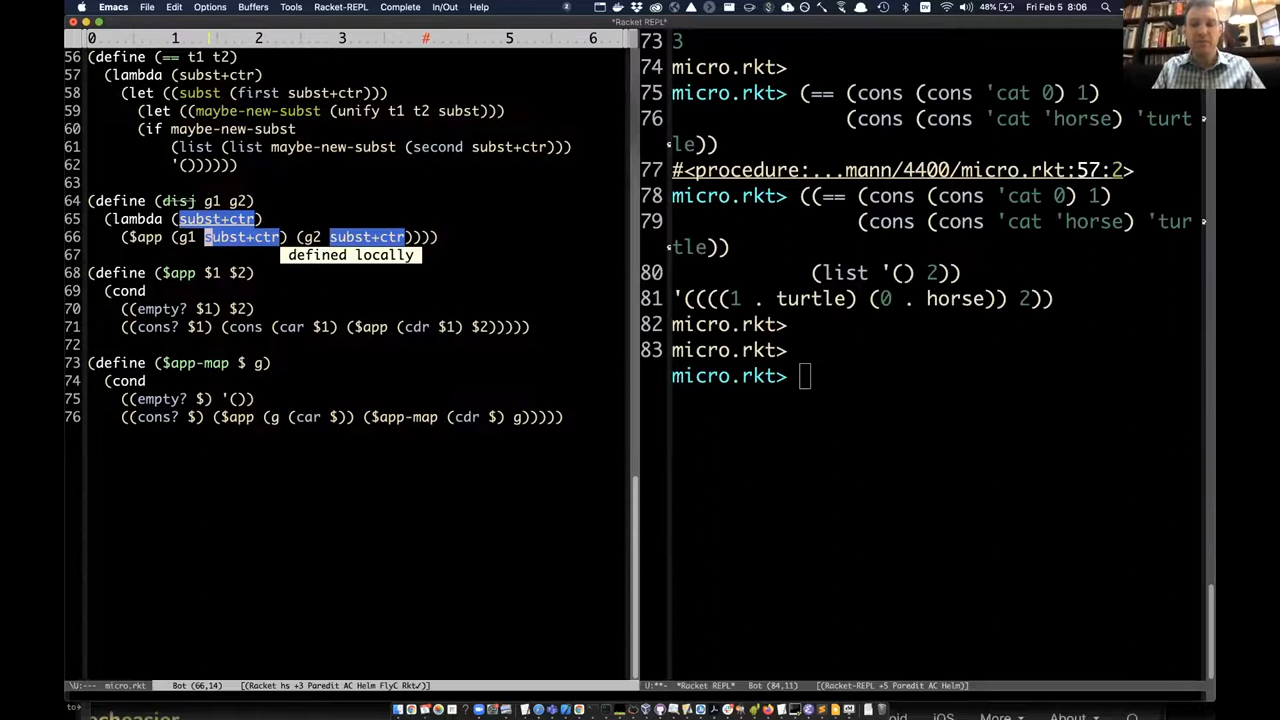 Emacs File Edit Options Buffers Tools Racket-REPL Complete In/Out Help 48% Fri Feb 5 8:06
*Racket REPL*
0 1 2 3 # 5 6
56 (define (== t1 t2)
57 (lambda (subst+ctr)
58 (let ((subst (first subst+ctr)))
59 (let ((maybe-new-subst (unify t1 t2 subst)))
60 (if maybe-new-subst
61 (list (list maybe-new-subst (second subst+ctr)))
62 '())))))
63
64 (define (disj g1 g2)
65 (lambda (subst+ctr)
66 ($app (g1 subst+ctr) (g2 subst+ctr))))
67 defined locally
68 (define ($app $1 $2)
69 (cond
70 ((empty? $1) $2)
71 ((cons? $1) (cons (car $1) ($app (cdr $1) $2)))))
72
73 (define ($app-map $ g)
74 (cond
75 ((empty? $) '())
76 ((cons? $) ($app (g (car $)) ($app-map (cdr $) g)))))
73 3
74 micro.rkt>
75 micro.rkt> (== (cons (cons 'cat 0) 1)
76 (cons (cons 'cat 'horse) 'turt
le))
77 #<procedure:...mann/4400/micro.rkt:57:2>
78 micro.rkt> ((== (cons (cons 'cat 0) 1)
79 (cons (cons 'cat 'horse) 'tur
tle))
80 (list '() 2))
81 '((((1 . turtle) (0 . horse)) 2))
82 micro.rkt>
83 micro.rkt>
micro.rkt>
\U:--- micro.rkt Bot (66,14) [(Racket hs +3 Paredit AC Helm FlyC Rkt✓)]
U:**- *Racket REPL* Bot (84,11) [(Racket-REPL +5 Paredit AC Helm)]